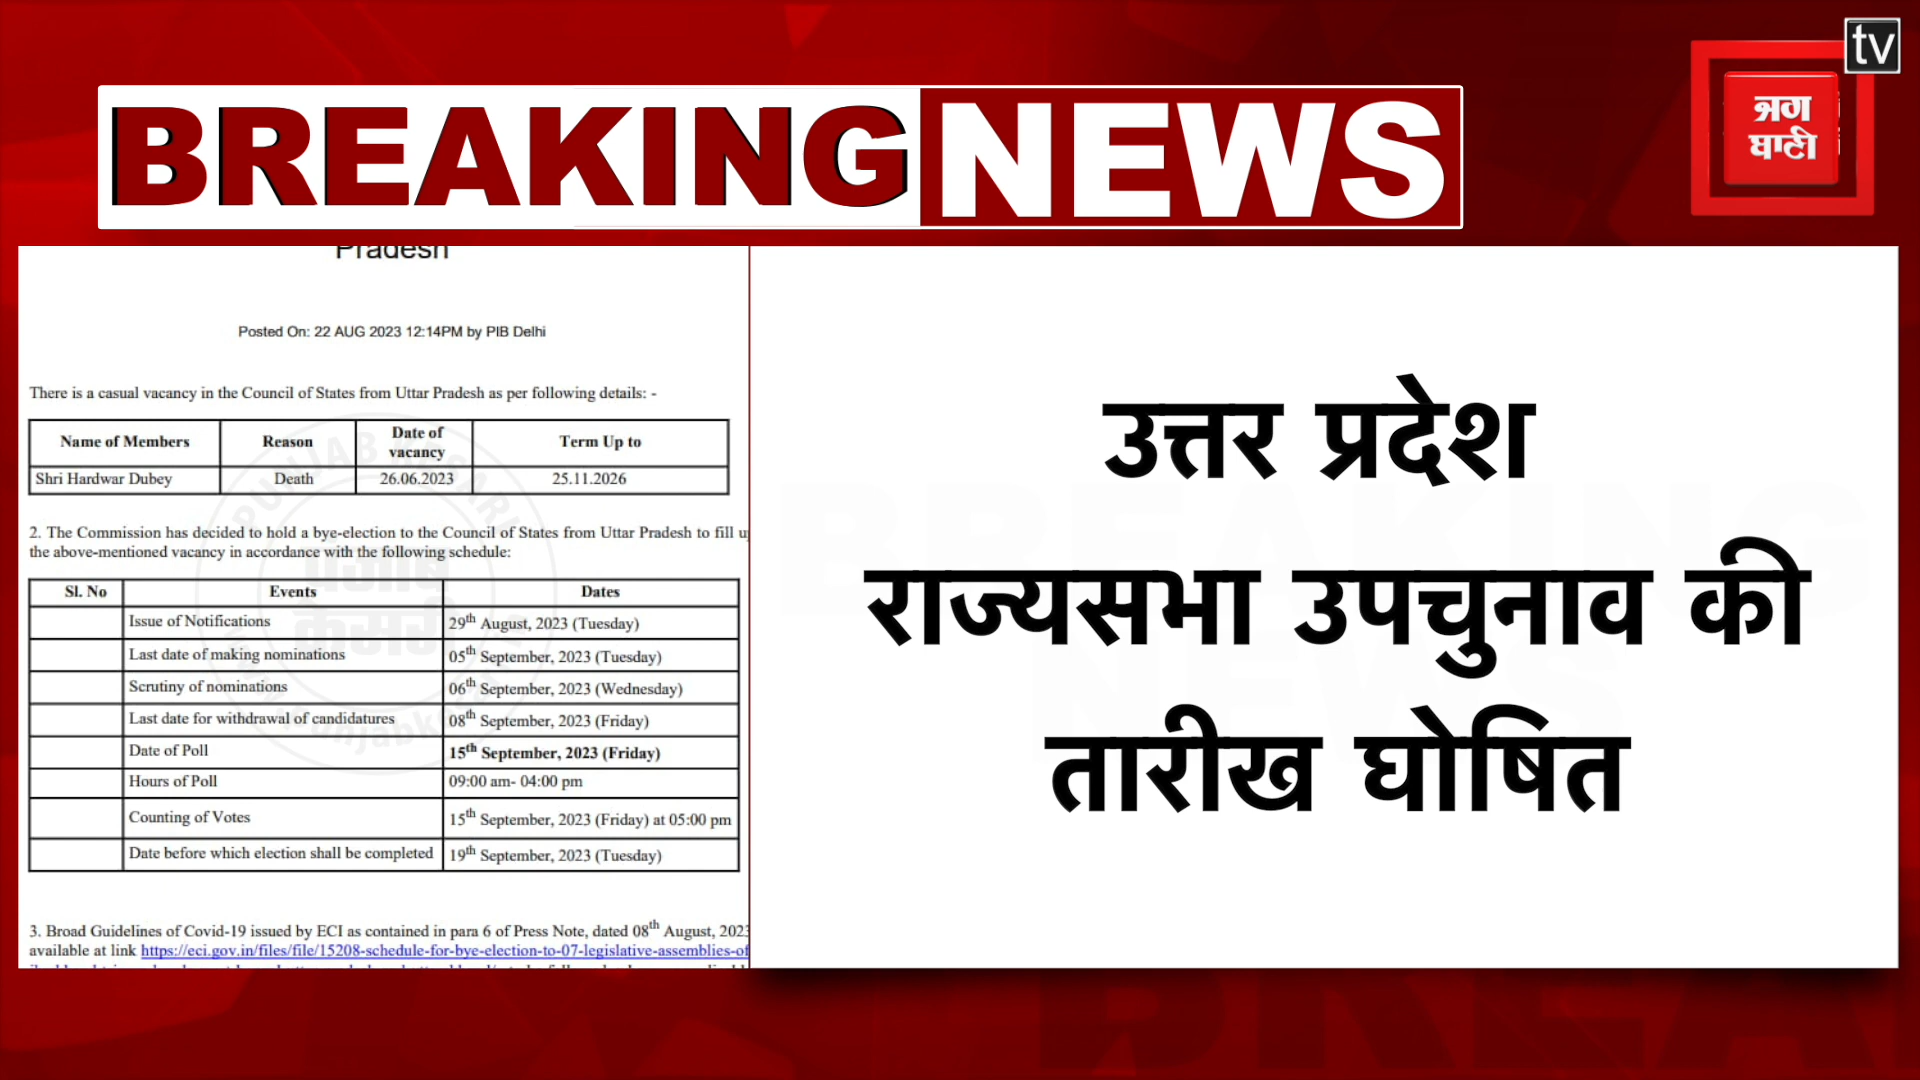 tv
BREAKING NEWS
ਜਗ
ਬਾਣੀ
Pradesh
Posted On: 22 AUG 2023 12:14PM by PIB Delhi
There is a casual vacancy in the Council of States from Uttar Pradesh as per following details: -
Name of Members Reason Date of vacancy Term Up to
Shri Hardwar Dubey Death 26.06.2023 25.11.2026
2. The Commission has decided to hold a bye-election to the Council of States from Uttar Pradesh to fill
the above-mentioned vacancy in accordance with the following schedule:
Sl. No Events Dates
Issue of Notifications 29th August, 2023 (Tuesday)
Last date of making nominations 05th September, 2023 (Tuesday)
Scrutiny of nominations 06th September, 2023 (Wednesday)
Last date for withdrawal of candidatures 08th September, 2023 (Friday)
Date of Poll 15th September, 2023 (Friday)
Hours of Poll 09:00 am- 04:00 pm
Counting of Votes 15th September, 2023 (Friday) at 05:00 pm
Date before which election shall be completed 19th September, 2023 (Tuesday)
3. Broad Guidelines of Covid-19 issued by ECI as contained in para 6 of Press Note, dated 08th August, 2023
available at link https://eci.gov.in/files/file/15208-schedule-for-bye-election-to-07-legislative-assemblies-of
उत्तर प्रदेश
राज्यसभा उपचुनाव की
तारीख घोषित